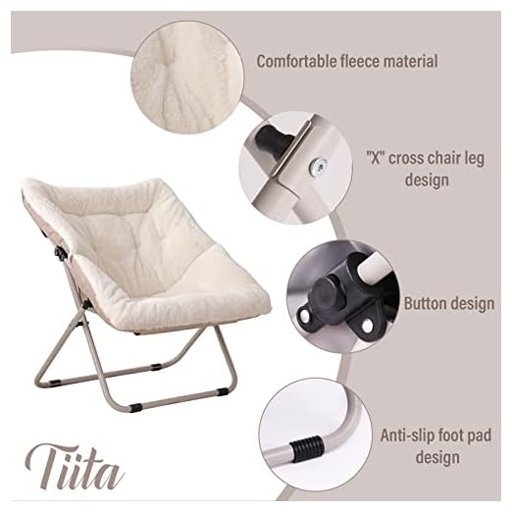 Comfortable fleece material
"X" cross chair leg
design
Button design
Anti-slip foot pad
design
Tiita